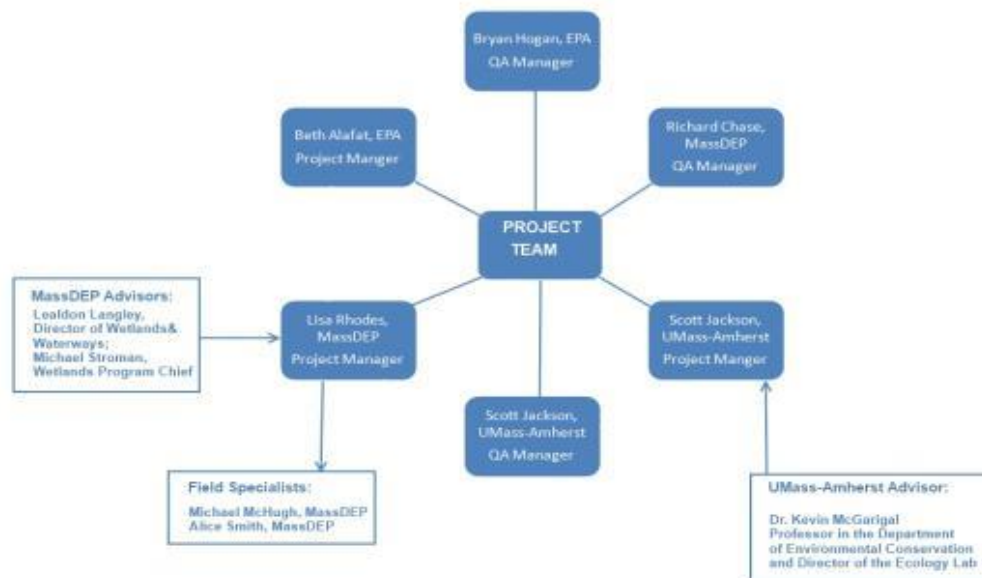 Bryan Hogan, EPA
QA Manager
Beth Alafat, EPA
Project Manger
Richard Chase,
MassDEP
QA Manager
PROJECT
TEAM
MassDEP Advisors:
Lealdon Langley,
Director of Wetlands&
Waterways;
Michael Stroman,
Wetlands Program Chief
Lisa Rhodes,
MassDEP
Project Manager
Scott Jackson,
UMass-Amherst
Project Manger
Scott Jackson,
UMass-Amherst
QA Manager
Field Specialists:
Michael McHugh, MassDEP
Alice Smith, MassDEP
UMass-Amherst Advisor:
Dr. Kevin McGarigal
Professor in the Department
of Environmental Conservation
and Director of the Ecology Lab